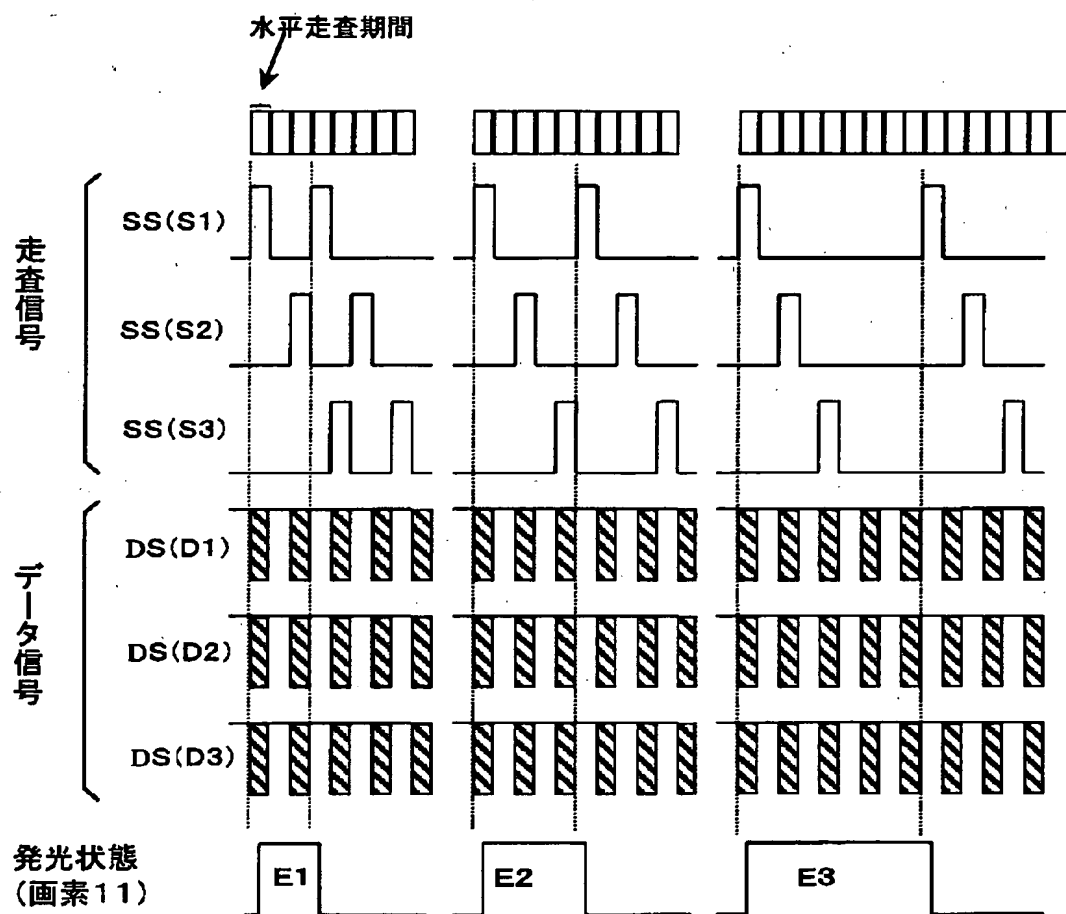 水平走査期間
走査信号
SS(S1)
SS(S2)
SS(S3)
データ信号
DS(D1)
DS(D2)
DS(D3)
発光状態
(画素11)
E1
E2
E3